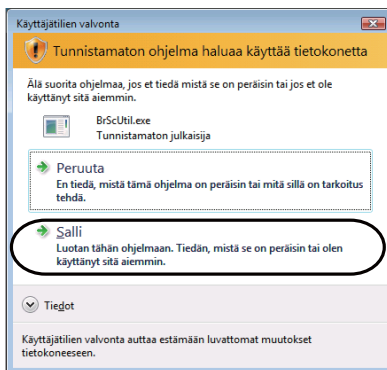 Käyttäjätilien valvonta
Tunnistamaton ohjelma haluaa käyttää tietokonetta
Älä suorita ohjelmaa, jos et tiedä mistä se on peräisin tai jos et ole
käyttänyt sitä aiemmin.
BrScUtil.exe
Tunnistamaton julkaisija
Peruuta
En tiedä, mistä tämä ohjelma on peräisin tai mitä sillä on tarkoitus
tehdä.
Salli
Luotan tähän ohjelmaan. Tiedän, mistä se on peräisin tai olen
käyttänyt sitä aiemmin.
Tiedot
Käyttäjätilien valvonta auttaa estämään luvattomat muutokset
tietokoneeseen.